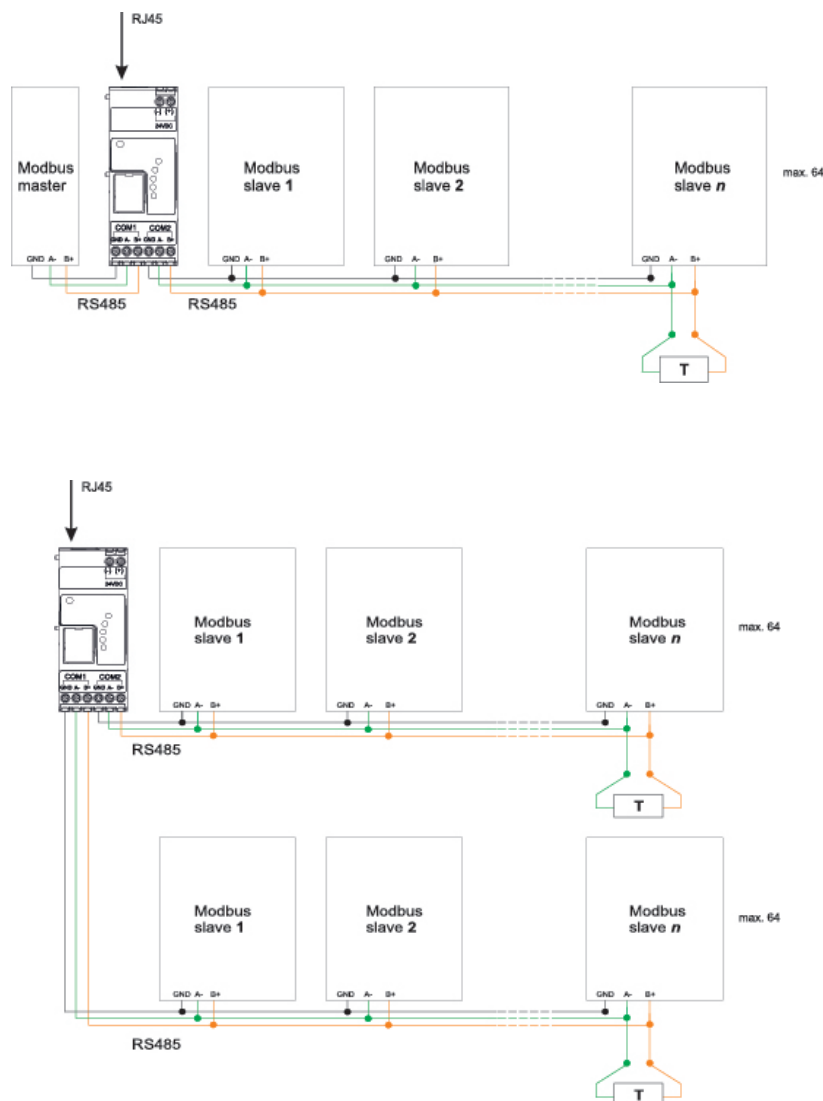 RJ45
(-) (+)
24VDC
Modbus
master
Modbus
slave 1
Modbus
slave 2
Modbus
slave n
max. 64
COM1 COM2
GND A- B+ GND A- B+
GND A- B+
GND A- B+
GND A- B+
GND A- B+
RS485
RS485
T
RJ45
(-) (+)
24VDC
Modbus
slave 1
Modbus
slave 2
Modbus
slave n
max. 64
COM1 COM2
GND A- B+ GND A- B+
GND A- B+
GND A- B+
GND A- B+
RS485
T
Modbus
slave 1
Modbus
slave 2
Modbus
slave n
max. 64
GND A- B+
GND A- B+
GND A- B+
RS485
T